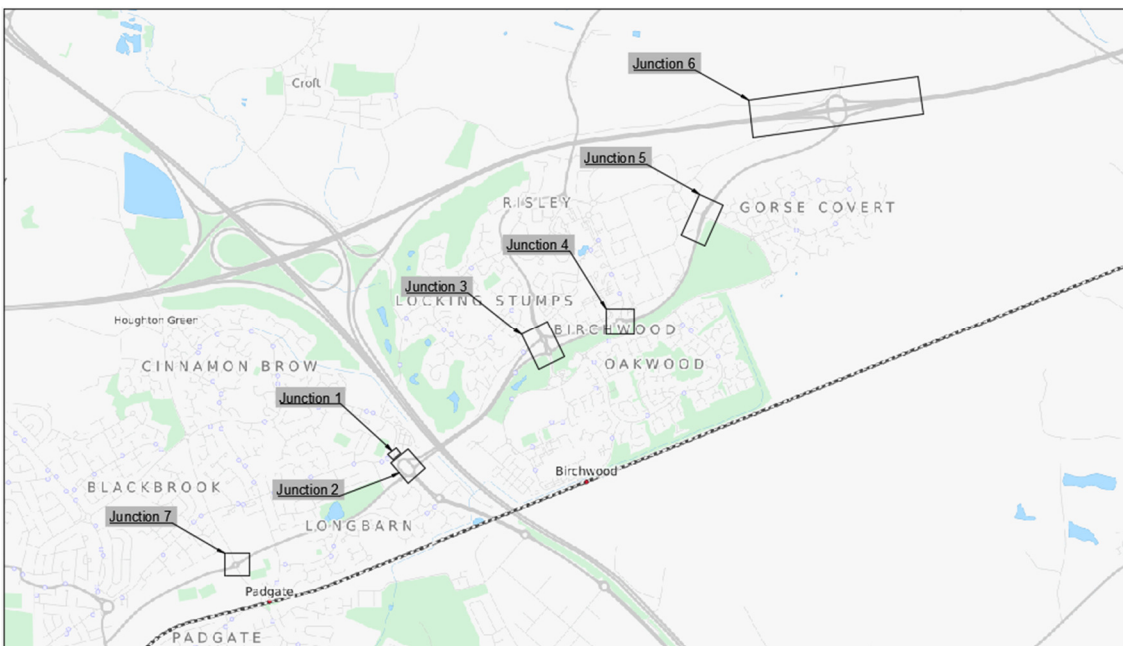 Junction 6
Croft
Junction 5
RISLEY
GORSE COVERT
Junction 4
Junction 3
LOCKING STUMPS
Houghton Green
BIRCHWOOD
CINNAMON BROW
OAKWOOD
Junction 1
Birchwood
BLACKBROOK
Junction 2
Junction 7
LONGBARN
Padgate
PADGATE